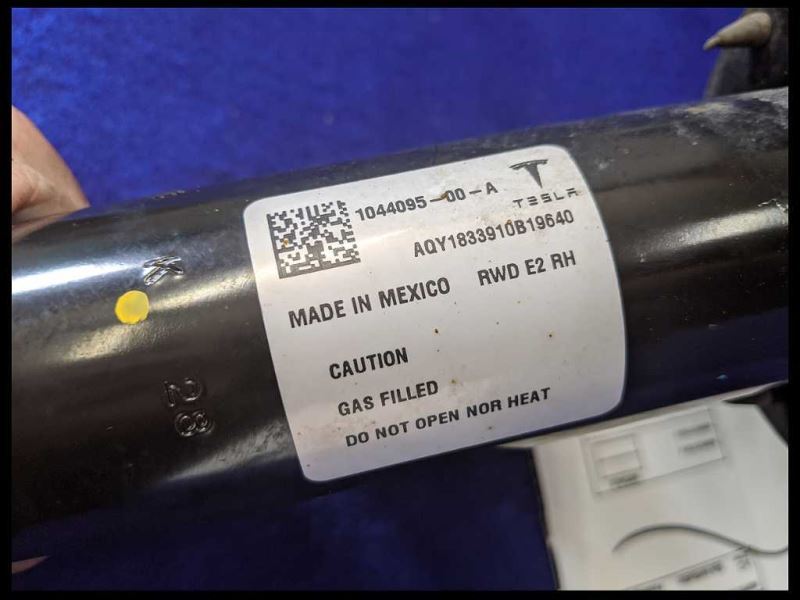 1044095-00-A
TESLA
AQY1833910B19640
MADE IN MEXICO RWD E2 RH
CAUTION
GAS FILLED
DO NOT OPEN NOR HEAT
28